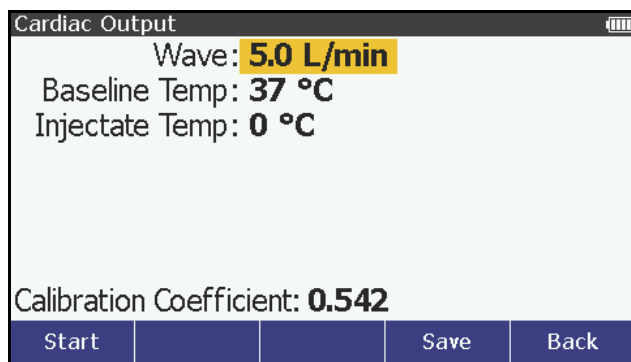 Cardiac Output
Wave: 5.0 L/min
Baseline Temp: 37 °C
Injectate Temp: 0 °C
Calibration Coefficient: 0.542
Start Save Back